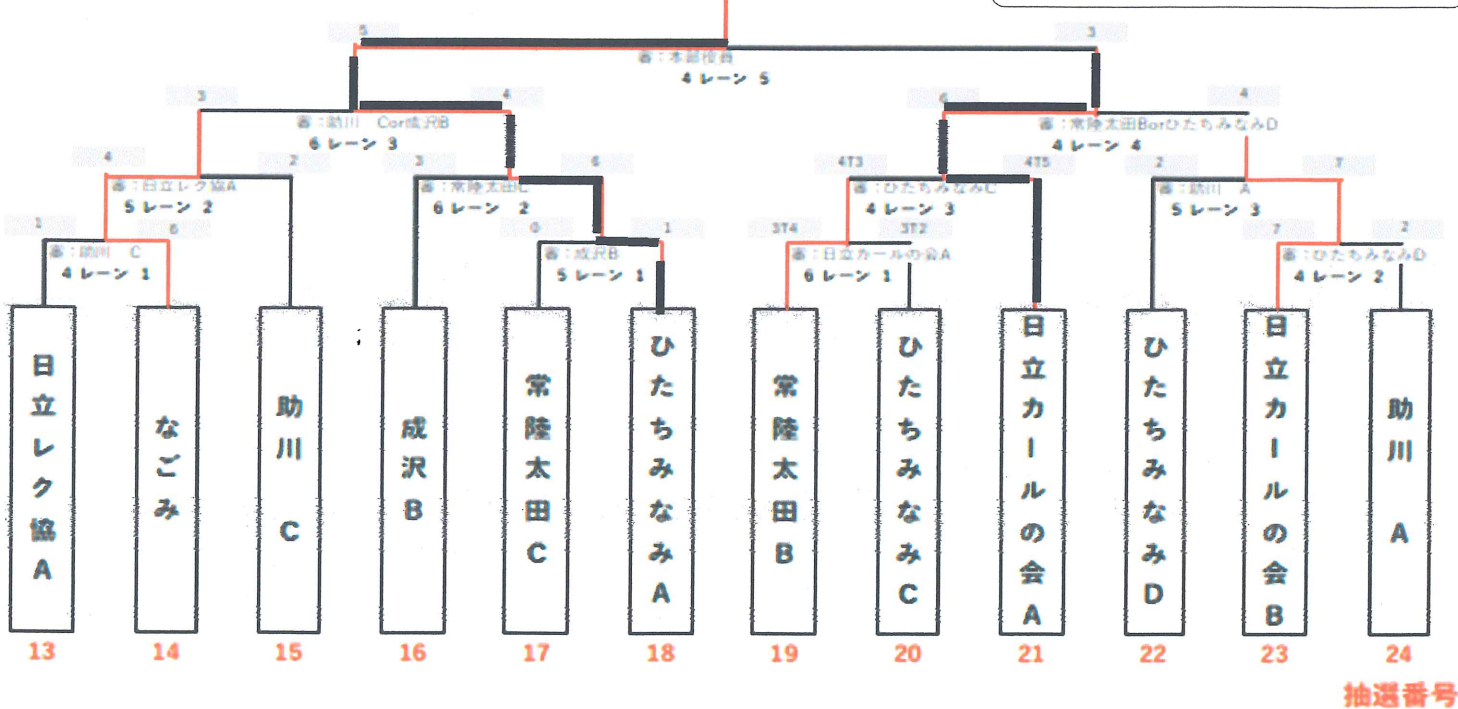 5
3
審：本部役員
4 レーン 5
3
4
6
4
審：助川 Cor成沢B
審：常陸太田BorひたちみなみD
6 レーン 3
4 レーン 4
4
2
3
6
4T3
4T5
2
7
審：日立レク協A
審：常陸太田C
審：ひたちみなみC
審：助川 A
5 レーン 2
6 レーン 2
4 レーン 3
5 レーン 3
1
6
0
1
3T4
3T2
7
2
審：助川 C
審：成沢B
審：日立カールの会A
審：ひたちみなみD
4 レーン 1
5 レーン 1
6 レーン 1
4 レーン 2
日立レク協A
なごみ
助川 C
成沢B
常陸太田C
ひたちみなみA
常陸太田B
ひたちみなみC
日立カールの会A
ひたちみなみD
日立カールの会B
助川 A
13
14
15
16
17
18
19
20
21
22
23
24
抽選番号